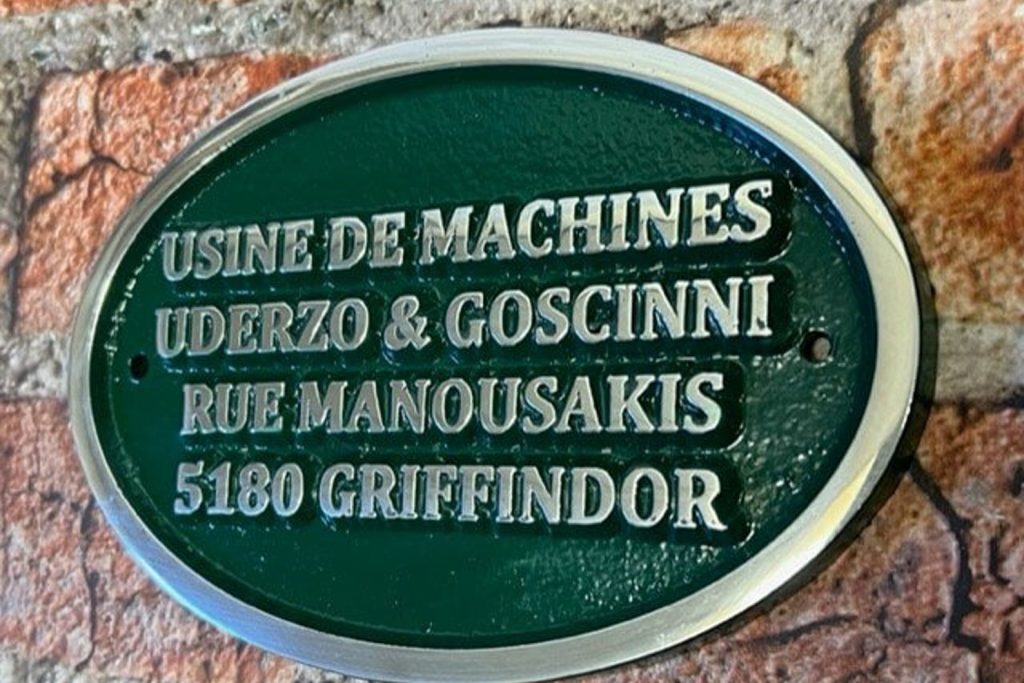 USINE DE MACHINES
UDERZO & GOSCINNI
RUE MANOUSAKIS
5180 GRIFFINDOR